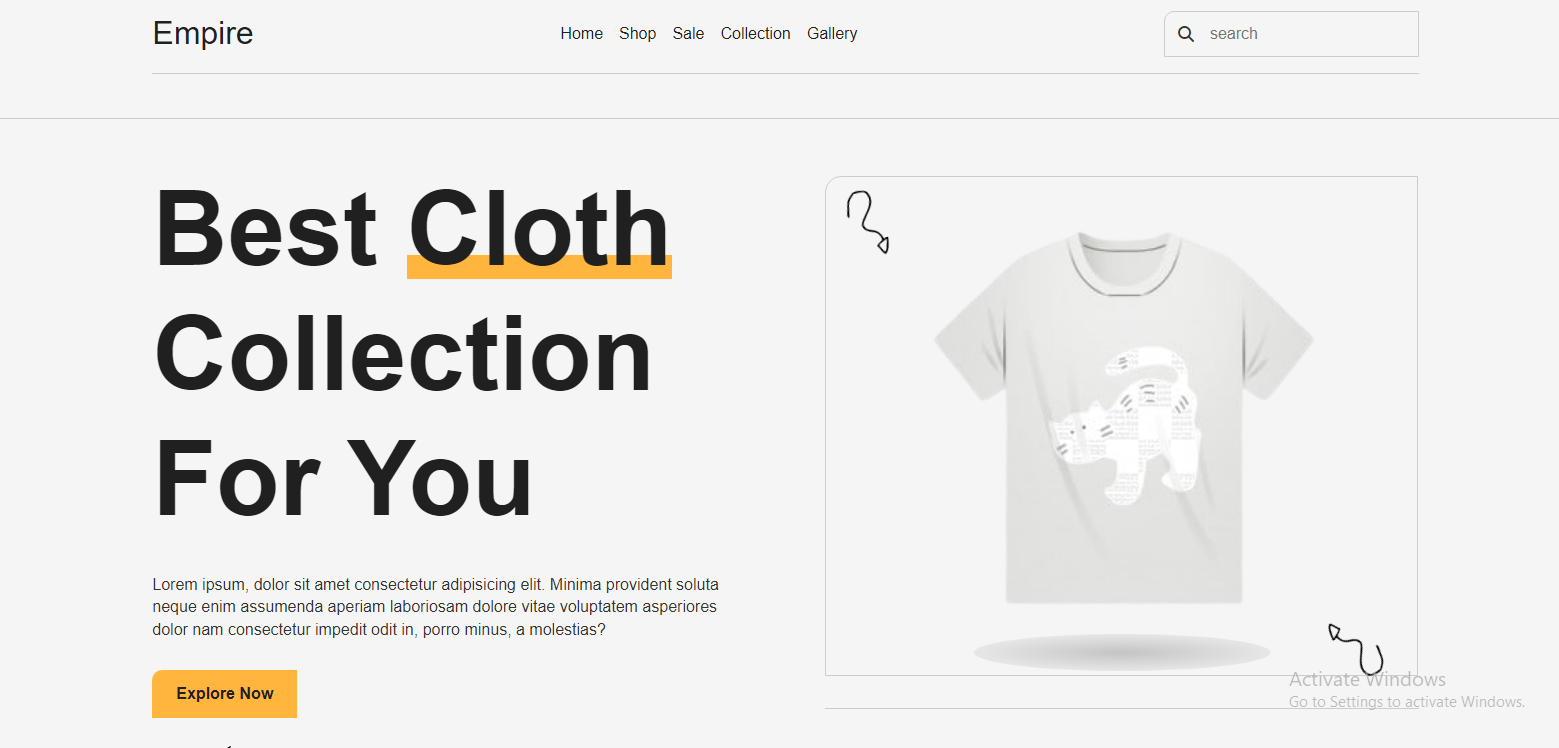 Empire
Home Shop Sale Collection Gallery
search
Best Cloth
Collection
For You
Lorem ipsum, dolor sit amet consectetur adipisicing elit. Minima provident soluta
neque enim assumenda aperiam laboriosam dolore vitae voluptatem asperiores
dolor nam consectetur impedit odit in, porro minus, a molestias?
Explore Now
Activate Windows
Go to Settings to activate Windows.